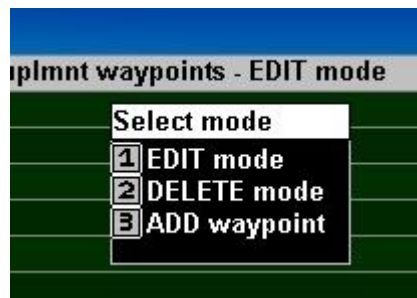 uplmnt waypoints - EDIT mode
Select mode
1 EDIT mode
2 DELETE mode
3 ADD waypoint